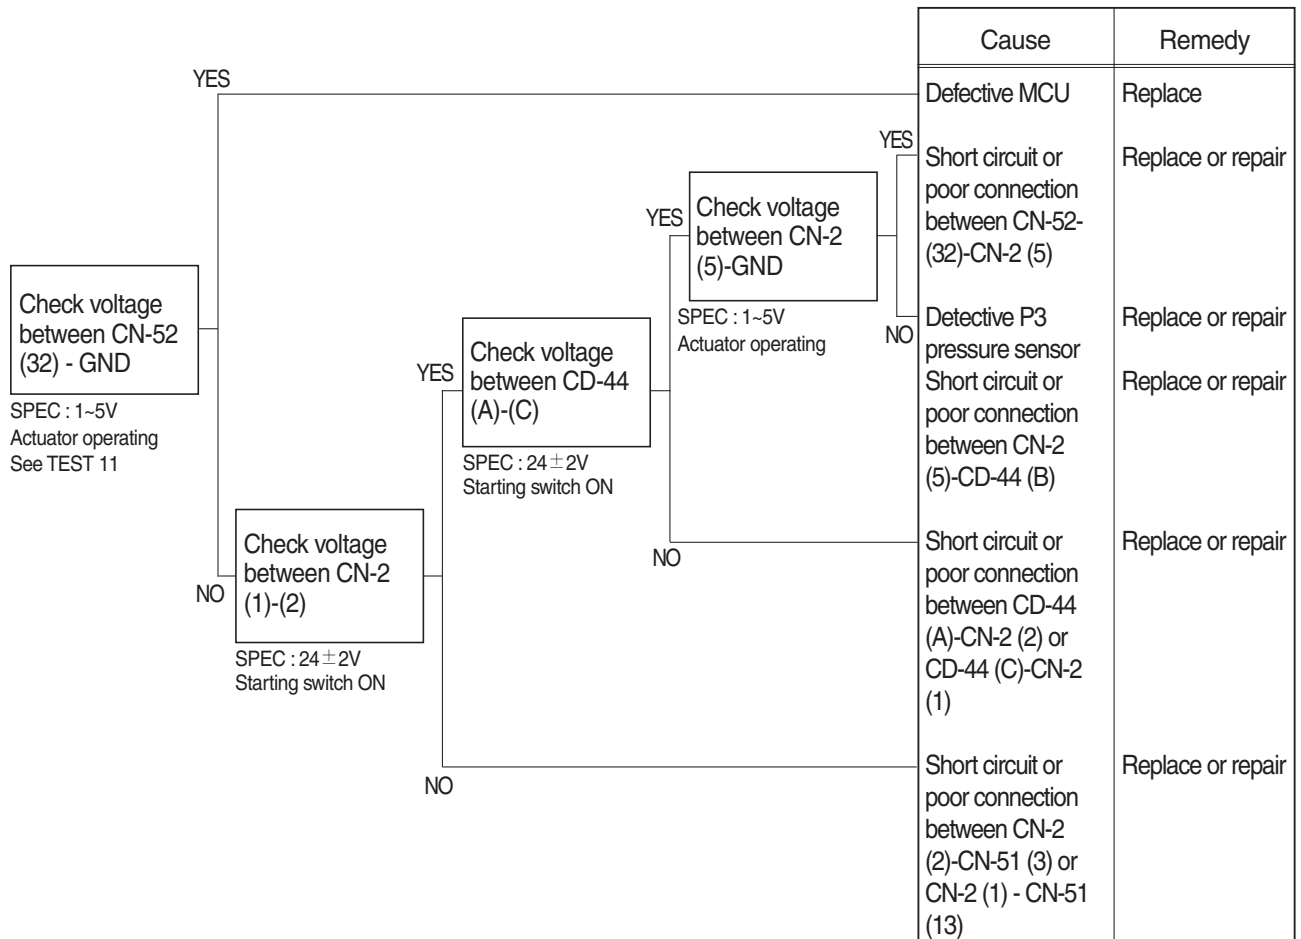 Cause
Remedy
YES
Defective MCU
Replace
YES
Short circuit or
poor connection
between CN-52-
(32)-CN-2 (5)
Replace or repair
YES
Check voltage
between CN-2
(5)-GND
SPEC : 1~5V
Actuator operating
NO
Detective P3
pressure sensor
Replace or repair
Short circuit or
poor connection
between CN-2
(5)-CD-44 (B)
Replace or repair
Check voltage
between CN-52
(32) - GND
SPEC : 1~5V
Actuator operating
See TEST 11
YES
Check voltage
between CD-44
(A)-(C)
SPEC : 24±2V
Starting switch ON
NO
Short circuit or
poor connection
between CD-44
(A)-CN-2 (2) or
CD-44 (C)-CN-2
(1)
Replace or repair
NO
Check voltage
between CN-2
(1)-(2)
SPEC : 24±2V
Starting switch ON
NO
Short circuit or
poor connection
between CN-2
(2)-CN-51 (3) or
CN-2 (1) - CN-51
(13)
Replace or repair